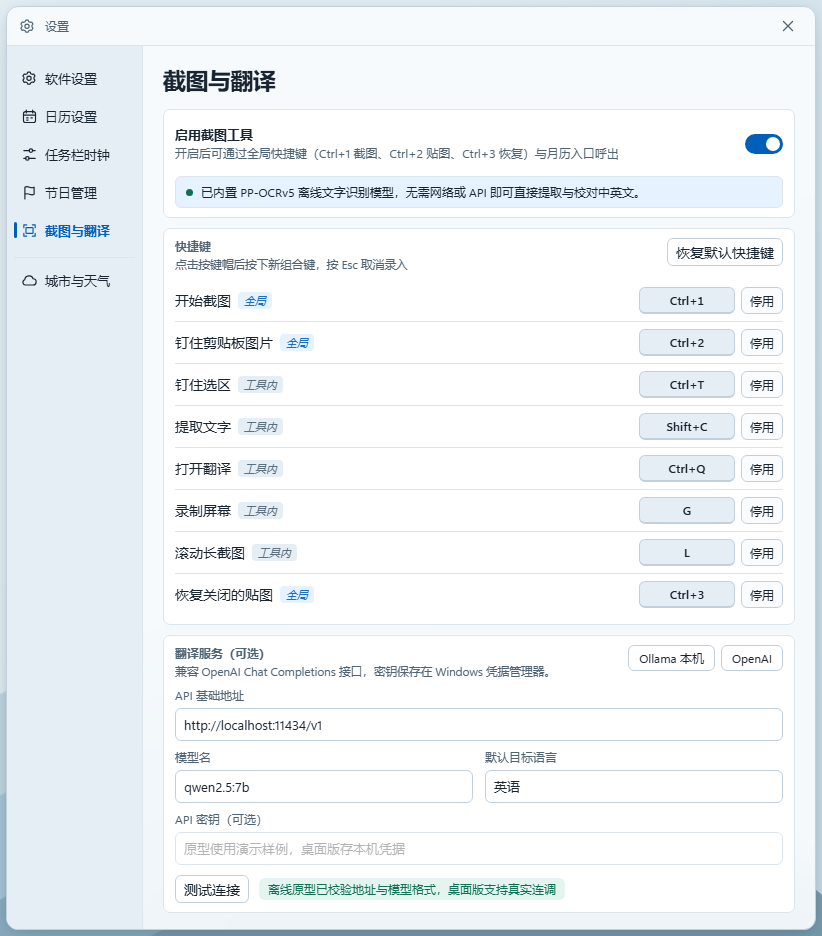 设置
软件设置
日历设置
任务栏时钟
节日管理
截图与翻译
城市与天气
截图与翻译
启用截图工具
开启后可通过全局快捷键（Ctrl+1 截图、Ctrl+2 贴图、Ctrl+3 恢复）与月历入口呼出
已内置 PP-OCRv5 离线文字识别模型，无需网络或 API 即可直接提取与校对中英文。
快捷键
点击按键帽后按下新组合键，按 Esc 取消录入
恢复默认快捷键
开始截图 全局 Ctrl+1 停用
钉住剪贴板图片 全局 Ctrl+2 停用
钉住选区 工具内 Ctrl+T 停用
提取文字 工具内 Shift+C 停用
打开翻译 工具内 Ctrl+Q 停用
录制屏幕 工具内 G 停用
滚动长截图 工具内 L 停用
恢复关闭的贴图 全局 Ctrl+3 停用
翻译服务（可选）
兼容 OpenAI Chat Completions 接口，密钥保存在 Windows 凭据管理器。
Ollama 本机 OpenAI
API 基础地址
http://localhost:11434/v1
模型名 默认目标语言
qwen2.5:7b 英语
API 密钥（可选）
原型使用演示样例，桌面版存本机凭据
测试连接 离线原型已校验地址与模型格式，桌面版支持真实连调